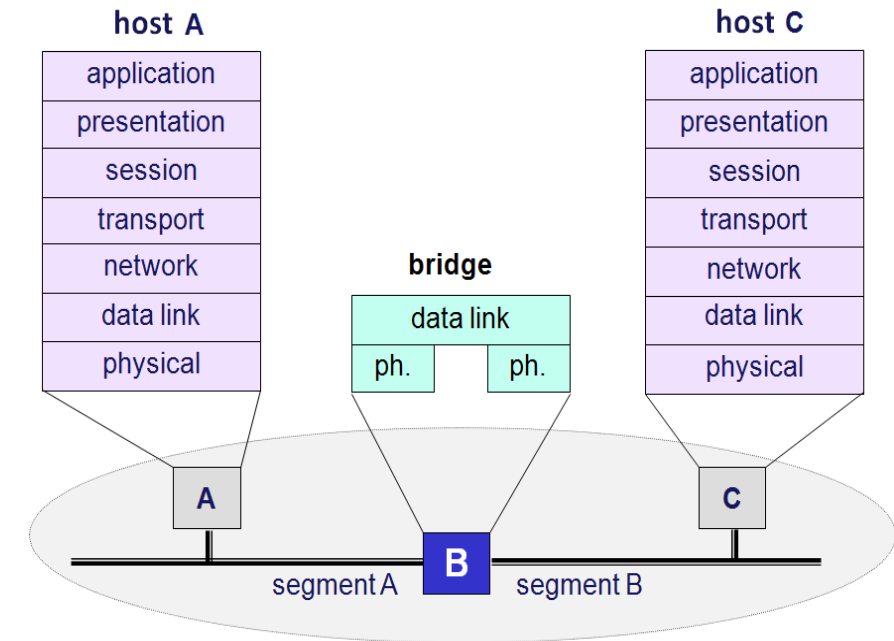 host A
application
presentation
session
transport
network
data link
physical
bridge
data link
ph.
ph.
host C
application
presentation
session
transport
network
data link
physical
A
B
C
segment A
segment B